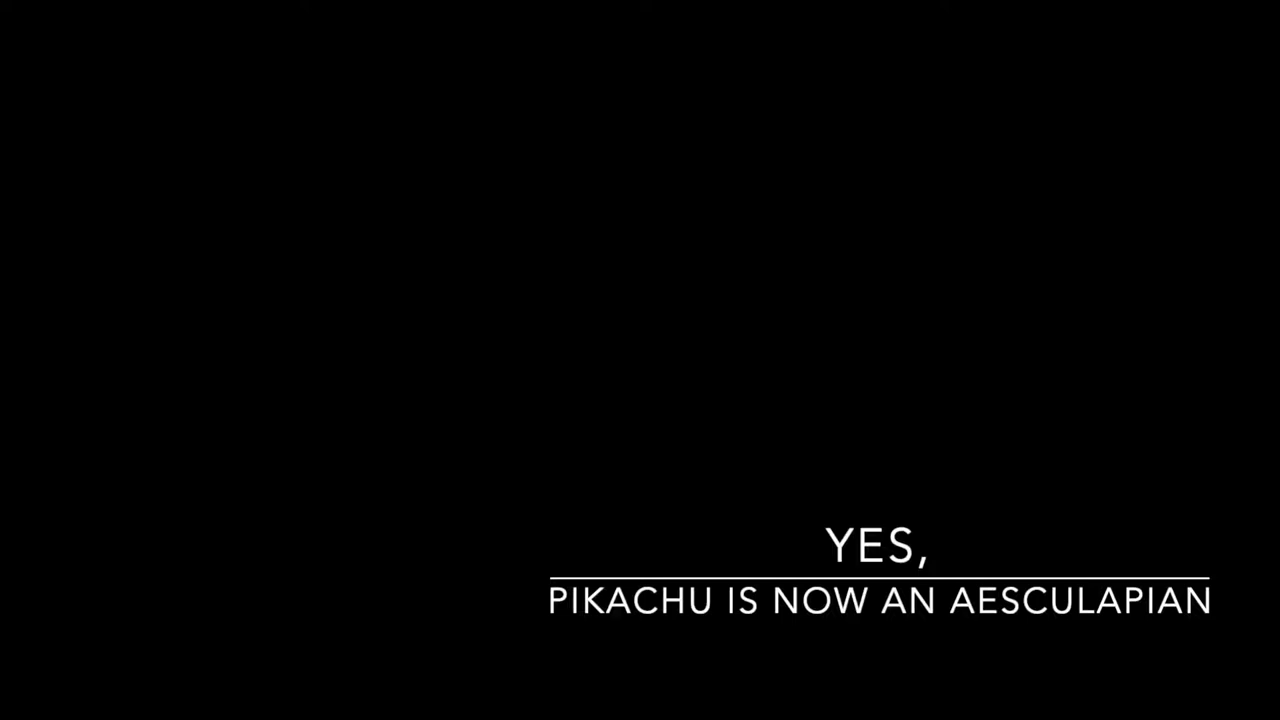 YES,
PIKACHU IS NOW AN AESCULAPIAN